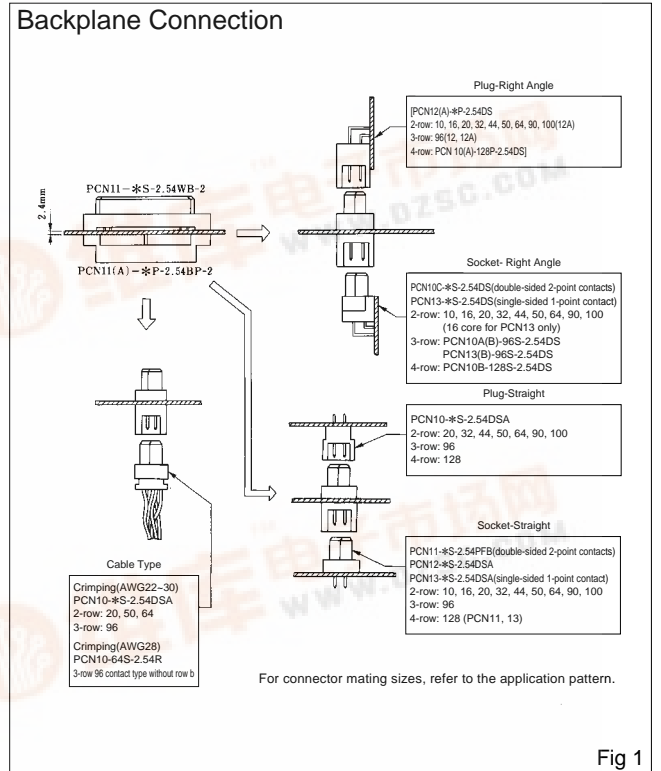 Backplane Connection
Plug-Right Angle
[PCN12(A)-*P-2.54DS
2-row: 10, 16, 20, 32, 44, 50, 64, 90, 100(12A)
3-row: 96(12, 12A)
4-row: PCN 10(A)-128P-2.54DS]
PCN11-*S-2.54WB-2
2.4mm
PCN11(A)-*P-2.54BP-2
Socket- Right Angle
PCN10C-*S-2.54DS(double-sided 2-point contacts)
PCN13-*S-2.54DS(single-sided 1-point contact)
2-row: 10, 16, 20, 32, 44, 50, 64, 90, 100
(16 core for PCN13 only)
3-row: PCN10A(B)-96S-2.54DS
PCN13(B)-96S-2.54DS
4-row: PCN10B-128S-2.54DS
Plug-Straight
PCN10-*S-2.54DSA
2-row: 20, 32, 44, 50, 64, 90, 100
3-row: 96
4-row: 128
Socket-Straight
PCN11-*S-2.54PFB(double-sided 2-point contacts)
PCN12-*S-2.54DSA
PCN13-*S-2.54DSA(single-sided 1-point contact)
2-row: 10, 16, 20, 32, 44, 50, 64, 90, 100
3-row: 96
4-row: 128 (PCN11, 13)
Cable Type
Crimping(AWG22~30)
PCN10-*S-2.54DSA
2-row: 20, 50, 64
3-row: 96
Crimping(AWG28)
PCN10-64S-2.54R
3-row 96 contact type without row b
For connector mating sizes, refer to the application pattern.
Fig 1
WWW.DZSC.COM